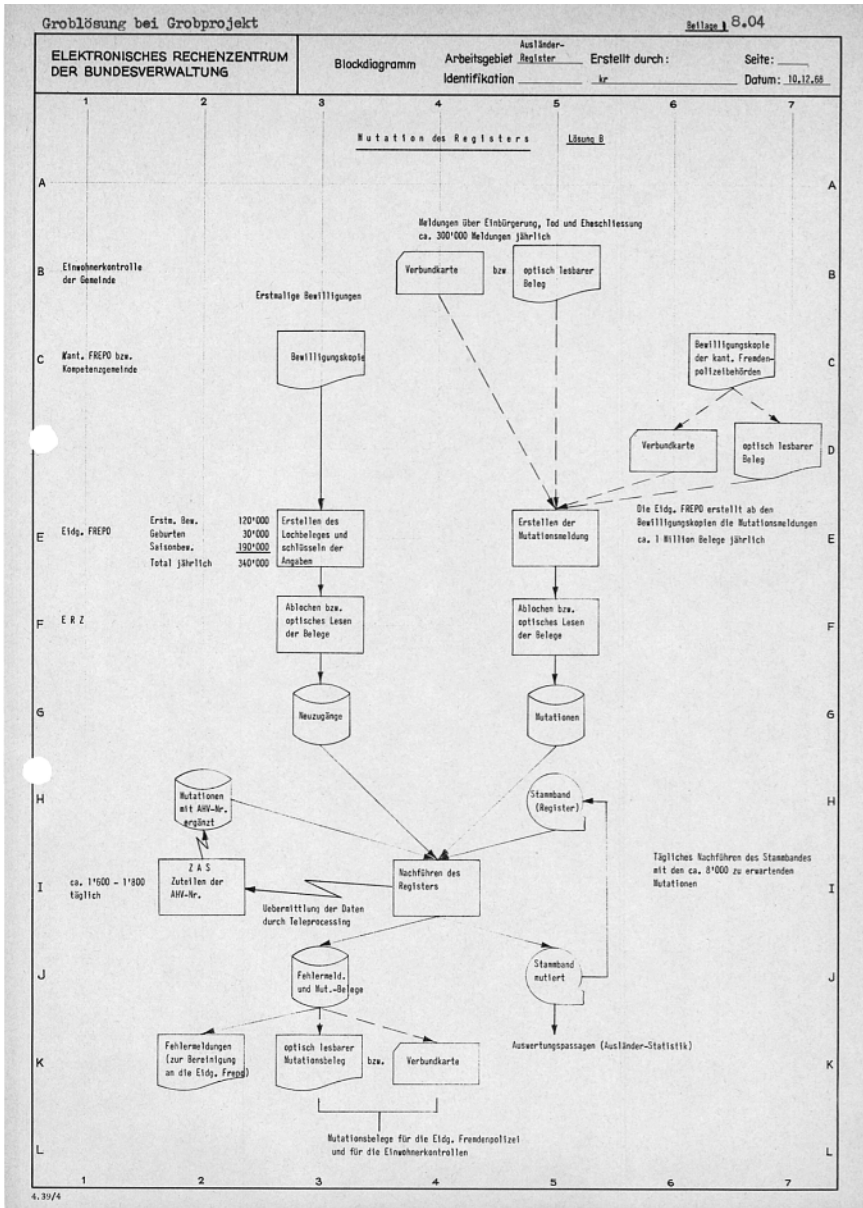 Groblösung bei Grobprojekt
Beilage 8.04
ELEKTRONISCHES RECHENZENTRUM
DER BUNDESVERWALTUNG
Blockdiagramm
Ausländer-
Arbeitsgebiet Register
Identifikation
Erstellt durch :
kr
Seite:
Datum: 10.12.68
1 2 3 4 5 6 7
Mutation des Registers Lösung B
A A
Meldungen über Einbürgerung, Tod und Eheschliessung
ca. 300'000 Meldungen jährlich
B B
Einwohnerkontrolle
der Gemeinde
Verbundkarte
bzw
optisch lesbarer
Beleg
Erstmalige Bewilligungen
C C
Kant. FREPO bzw.
Kompetenzgemeinde
Bewilligungskopie
Bewilligungskopie
der kant. Fremden-
polizeibehörden
D D
Verbundkarte
optisch lesbarer
Beleg
E E
Eidg. FREPO
Erstm. Bew. 120'000
Geburten 30'000
Saisonbew. 190'000
Total jährlich 340'000
Erstellen des
Lochbeleges und
schlüsseln der
Angaben
Erstellen der
Mutationsmeldung
Die Eidg. FREPO erstellt ab den
Bewilligungskopien die Mutationsmeldungen
ca. 1 Million Belege jährlich
F F
E R Z
Ablochen bzw.
optisches Lesen
der Belege
Ablochen bzw.
optisches Lesen
der Belege
G G
Neuzugänge
Mutationen
H H
Mutationen
mit AHV-Nr.
ergänzt
Stammband
(Register)
I I
ca. 1'600 - 1'800
täglich
Z A S
Zuteilen der
AHV-Nr.
Nachführen des
Registers
Tägliches Nachführen des Stammbandes
mit den ca. 8'000 zu erwartenden
Mutationen
Uebermittlung der Daten
durch Teleprocessing
J J
Fehlermeld.
und Mut.-Belege
Stammband
mutiert
K K
Fehlermeldungen
(zur Bereinigung
an die Eidg. Frepo)
optisch lesbarer
Mutationsbeleg
bzw.
Verbundkarte
Auswertungspassagen (Ausländer-Statistik)
L L
Mutationsbelege für die Eidg. Fremdenpolizei
und für die Einwohnerkontrollen
1 2 3 4 5 6 7
4.39/4